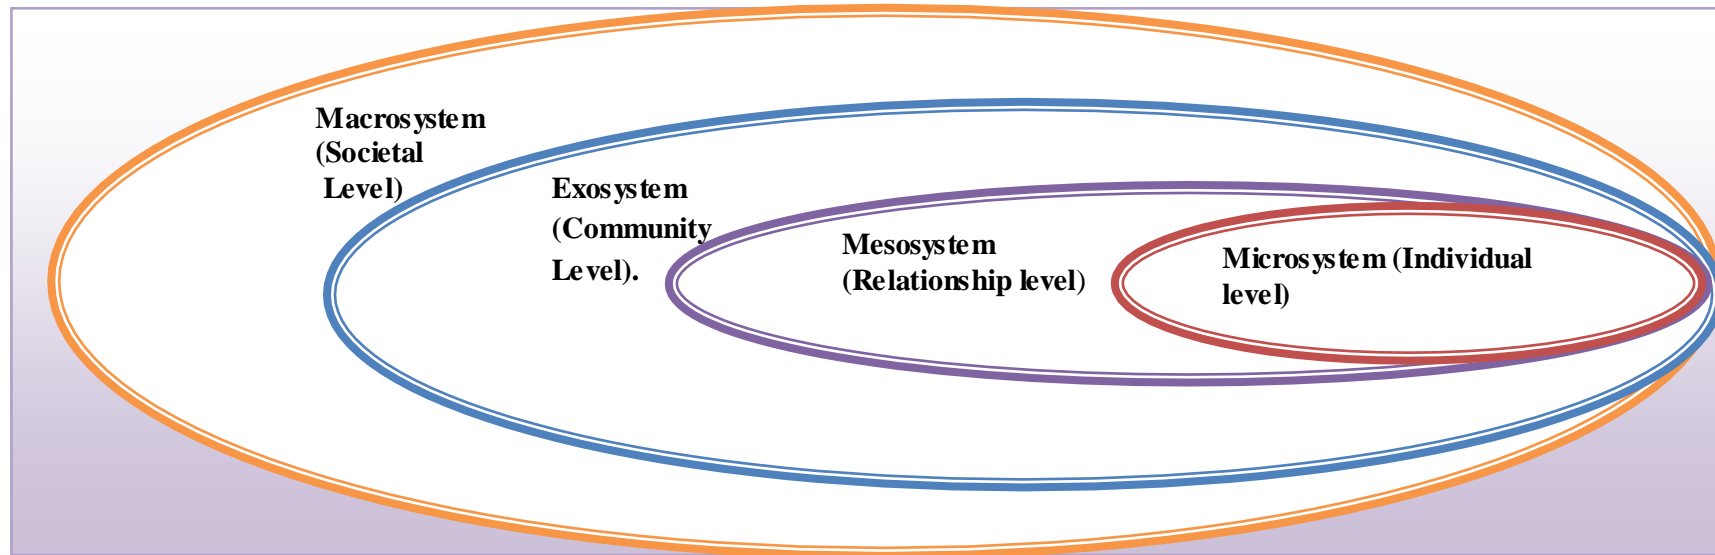 Macrosystem
(Societal
Level)
Exosystem
(Community
Level).
Mesosystem
(Relationship level)
Microsystem (Individual
level)